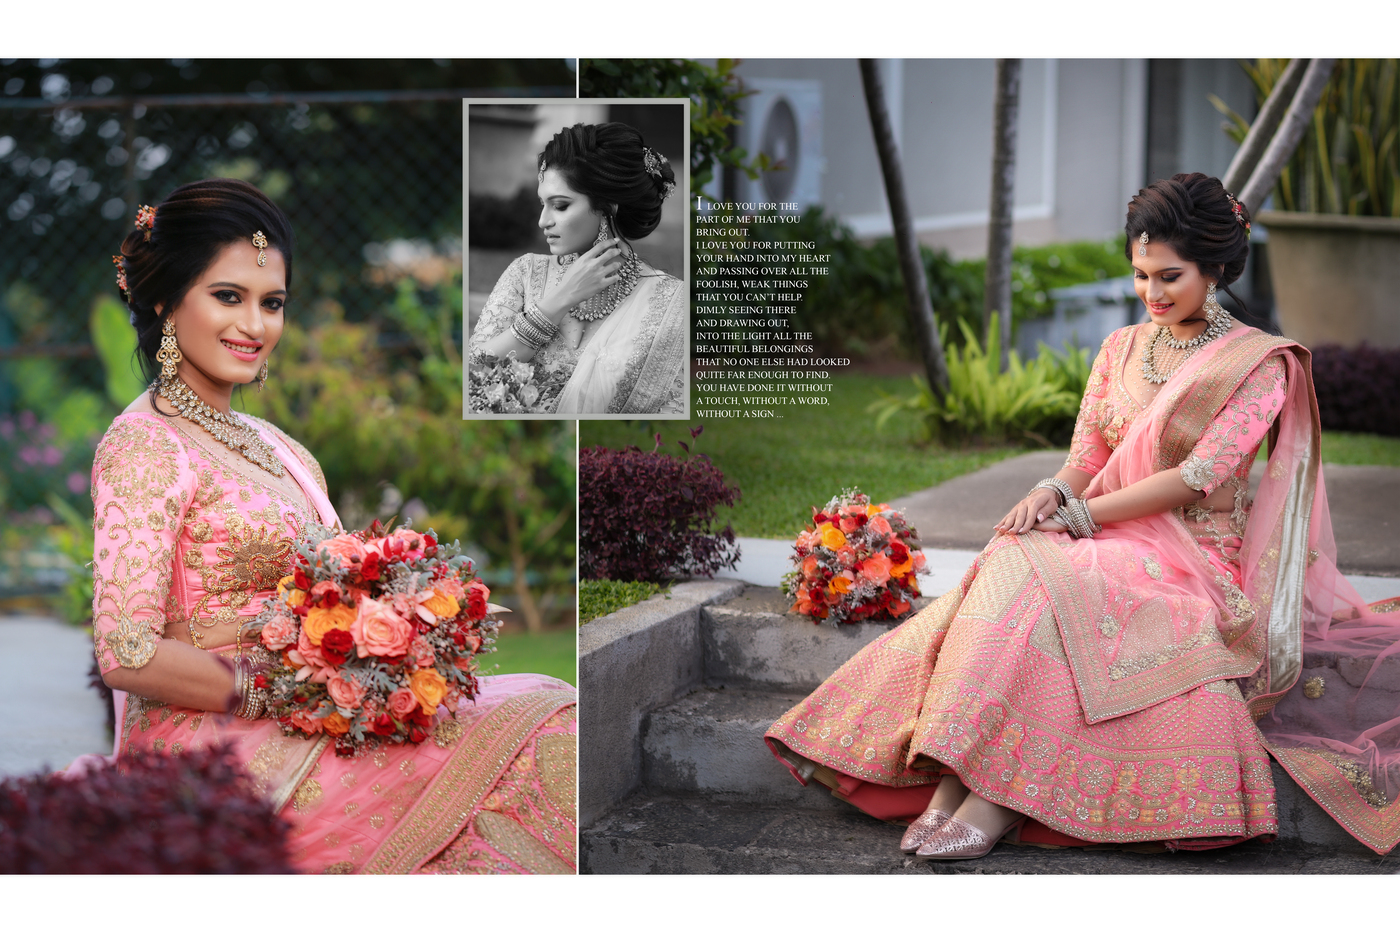 I LOVE YOU FOR THE
PART OF ME THAT YOU
BRING OUT.
I LOVE YOU FOR PUTTING
YOUR HAND INTO MY HEART
AND PASSING OVER ALL THE
FOOLISH, WEAK THINGS
THAT YOU CAN'T HELP.
DIMLY SEEING THERE
AND DRAWING OUT,
INTO THE LIGHT ALL THE
BEAUTIFUL BELONGINGS
THAT NO ONE ELSE HAD LOOKED
QUITE FAR ENOUGH TO FIND.
YOU HAVE DONE IT WITHOUT
A TOUCH, WITHOUT A WORD,
WITHOUT A SIGN ...